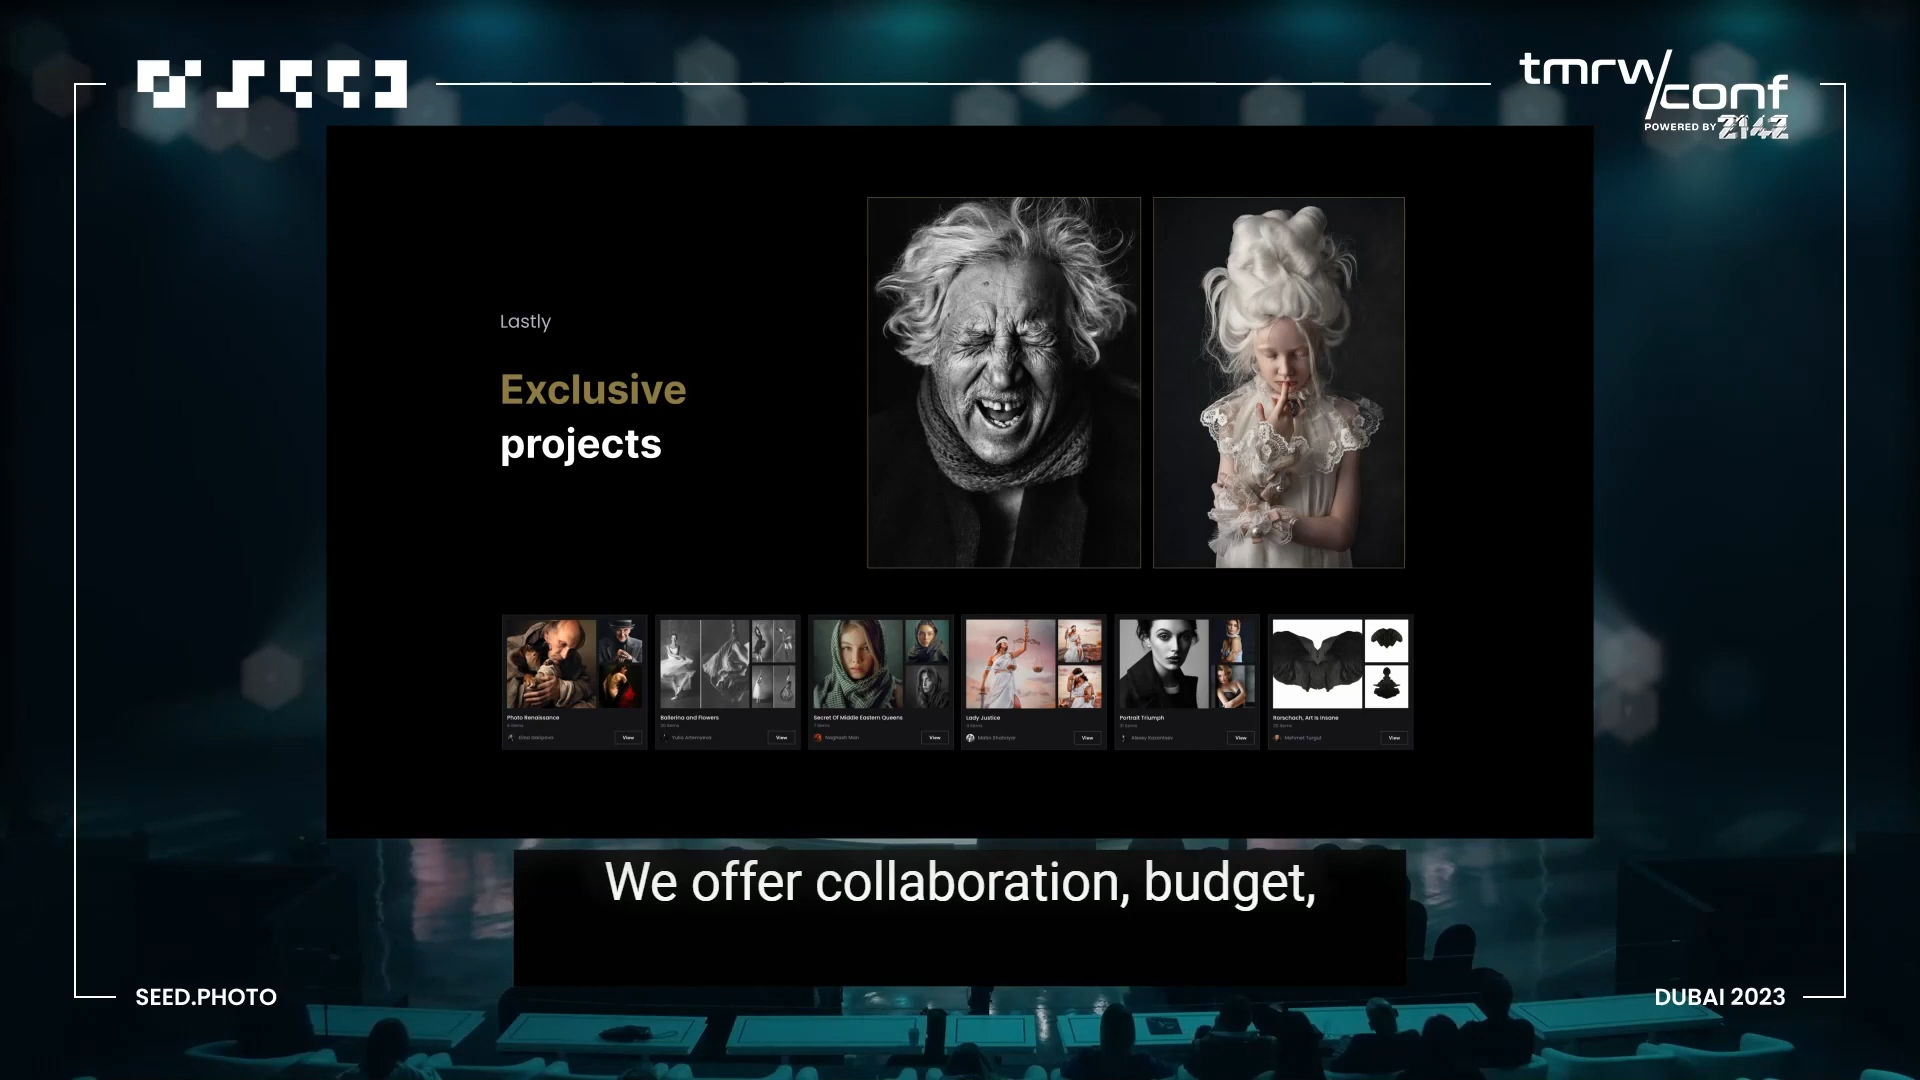 tmrw/conf
POWERED BY 2142
Lastly
Exclusive
projects
Photo Renaissance
View
Ballerina and Flowers
View
Secret Of Middle Eastern Queens
View
Lady Justice
View
Portrait Triumph
View
Rorschach, Art Is Insane
Mehmet Turgut
View
We offer collaboration, budget,
SEED.PHOTO
DUBAI 2023